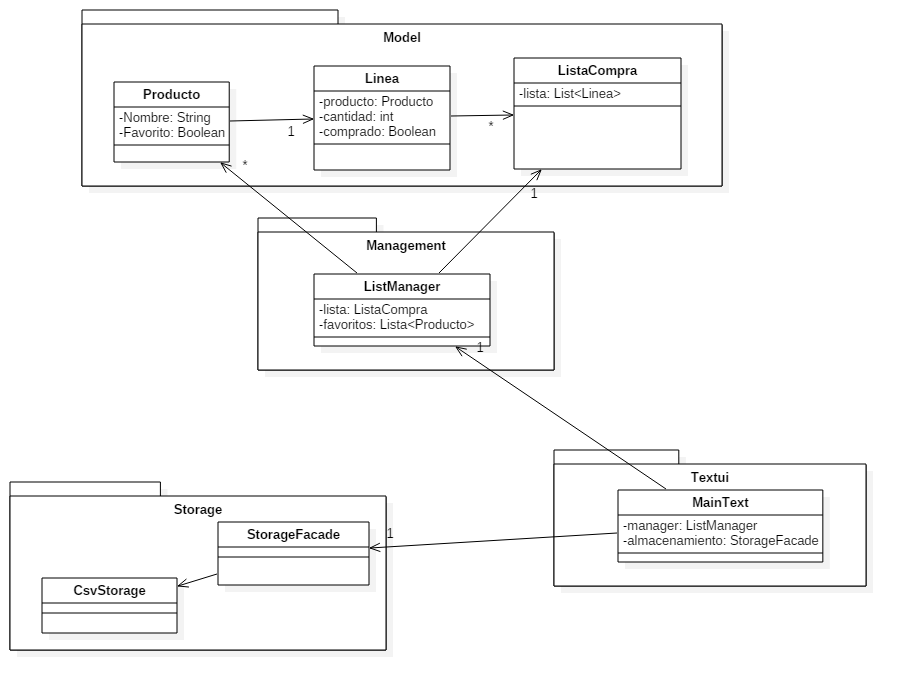 Model
Producto
-Nombre: String
-Favorito: Boolean
1
Linea
-producto: Producto
-cantidad: int
-comprado: Boolean
*
ListaCompra
-lista: List<Linea>
*
1
Management
ListManager
-lista: ListaCompra
-favoritos: Lista<Producto>
1
Textui
MainText
-manager: ListManager
-almacenamiento: StorageFacade
1
Storage
StorageFacade
CsvStorage